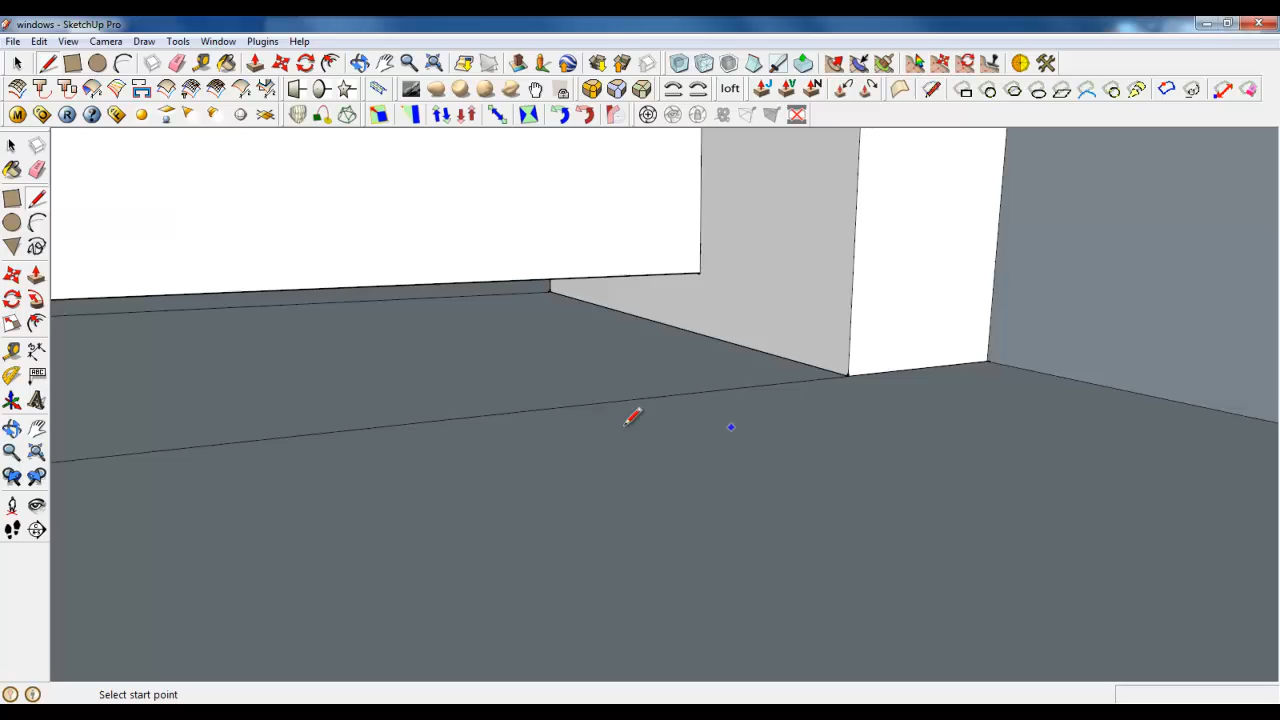 windows - SketchUp Pro
File Edit View Camera Draw Tools Window Plugins Help
loft
Select start point